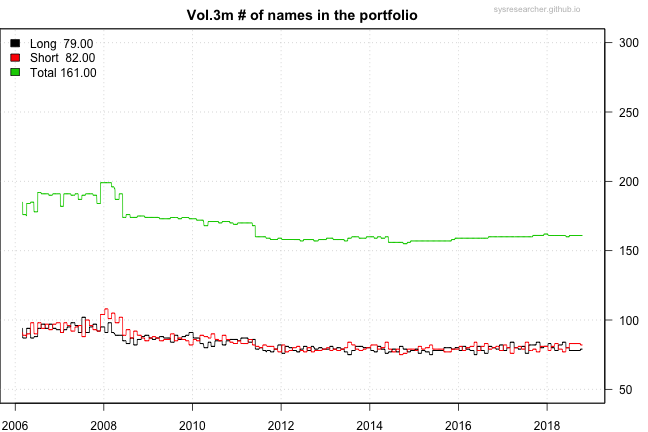 Vol.3m # of names in the portfolio
sysresearcher.github.io
Long 79.00
Short 82.00
Total 161.00
300
250
200
150
100
50
2006 2008 2010 2012 2014 2016 2018